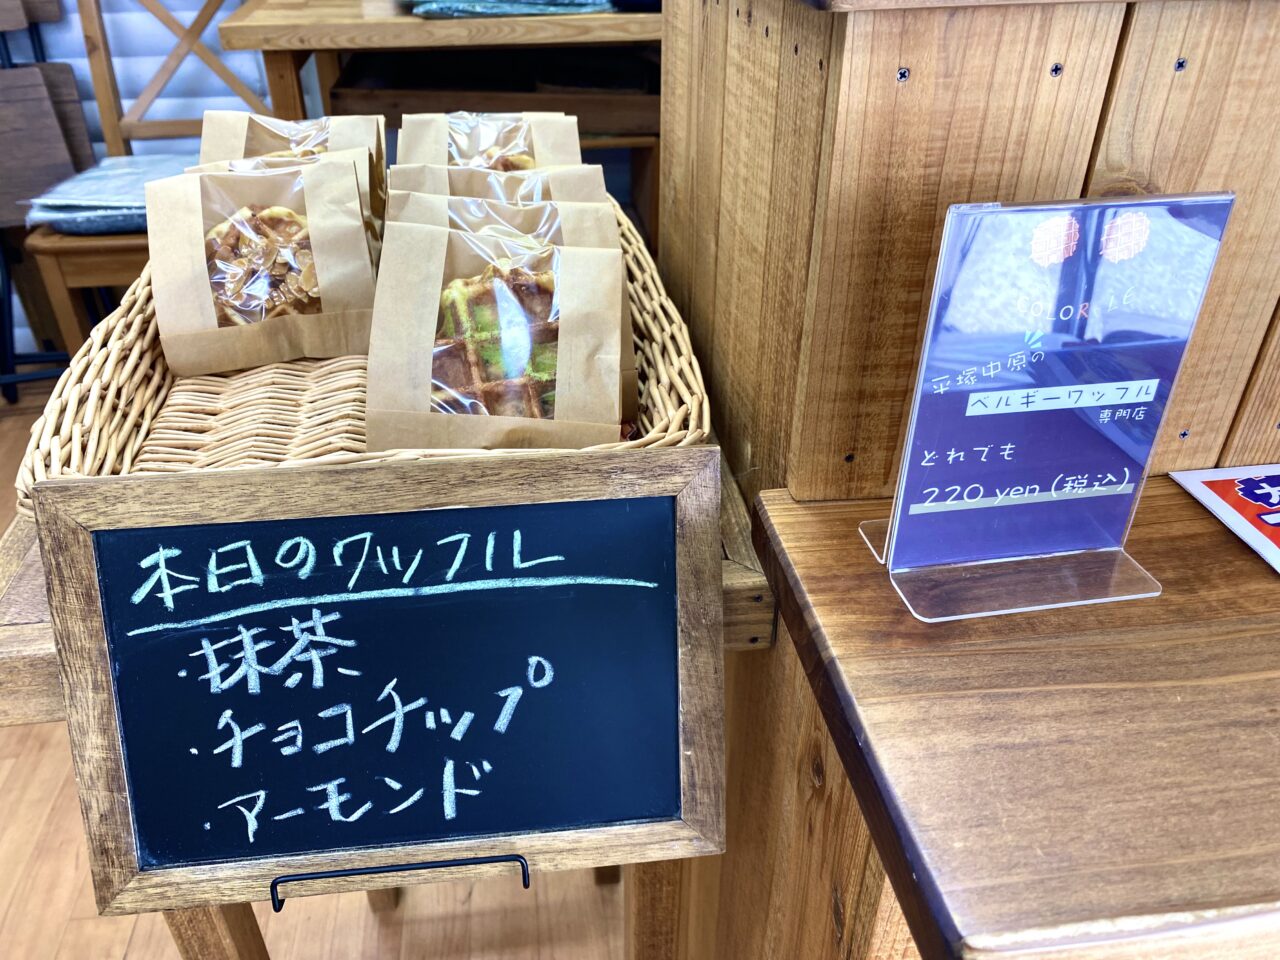 本日のワッフル
・抹茶
・チョコチップ
・アーモンド
平塚中原の
ベルギーワッフル
専門店
どれでも
220 yen (税込)